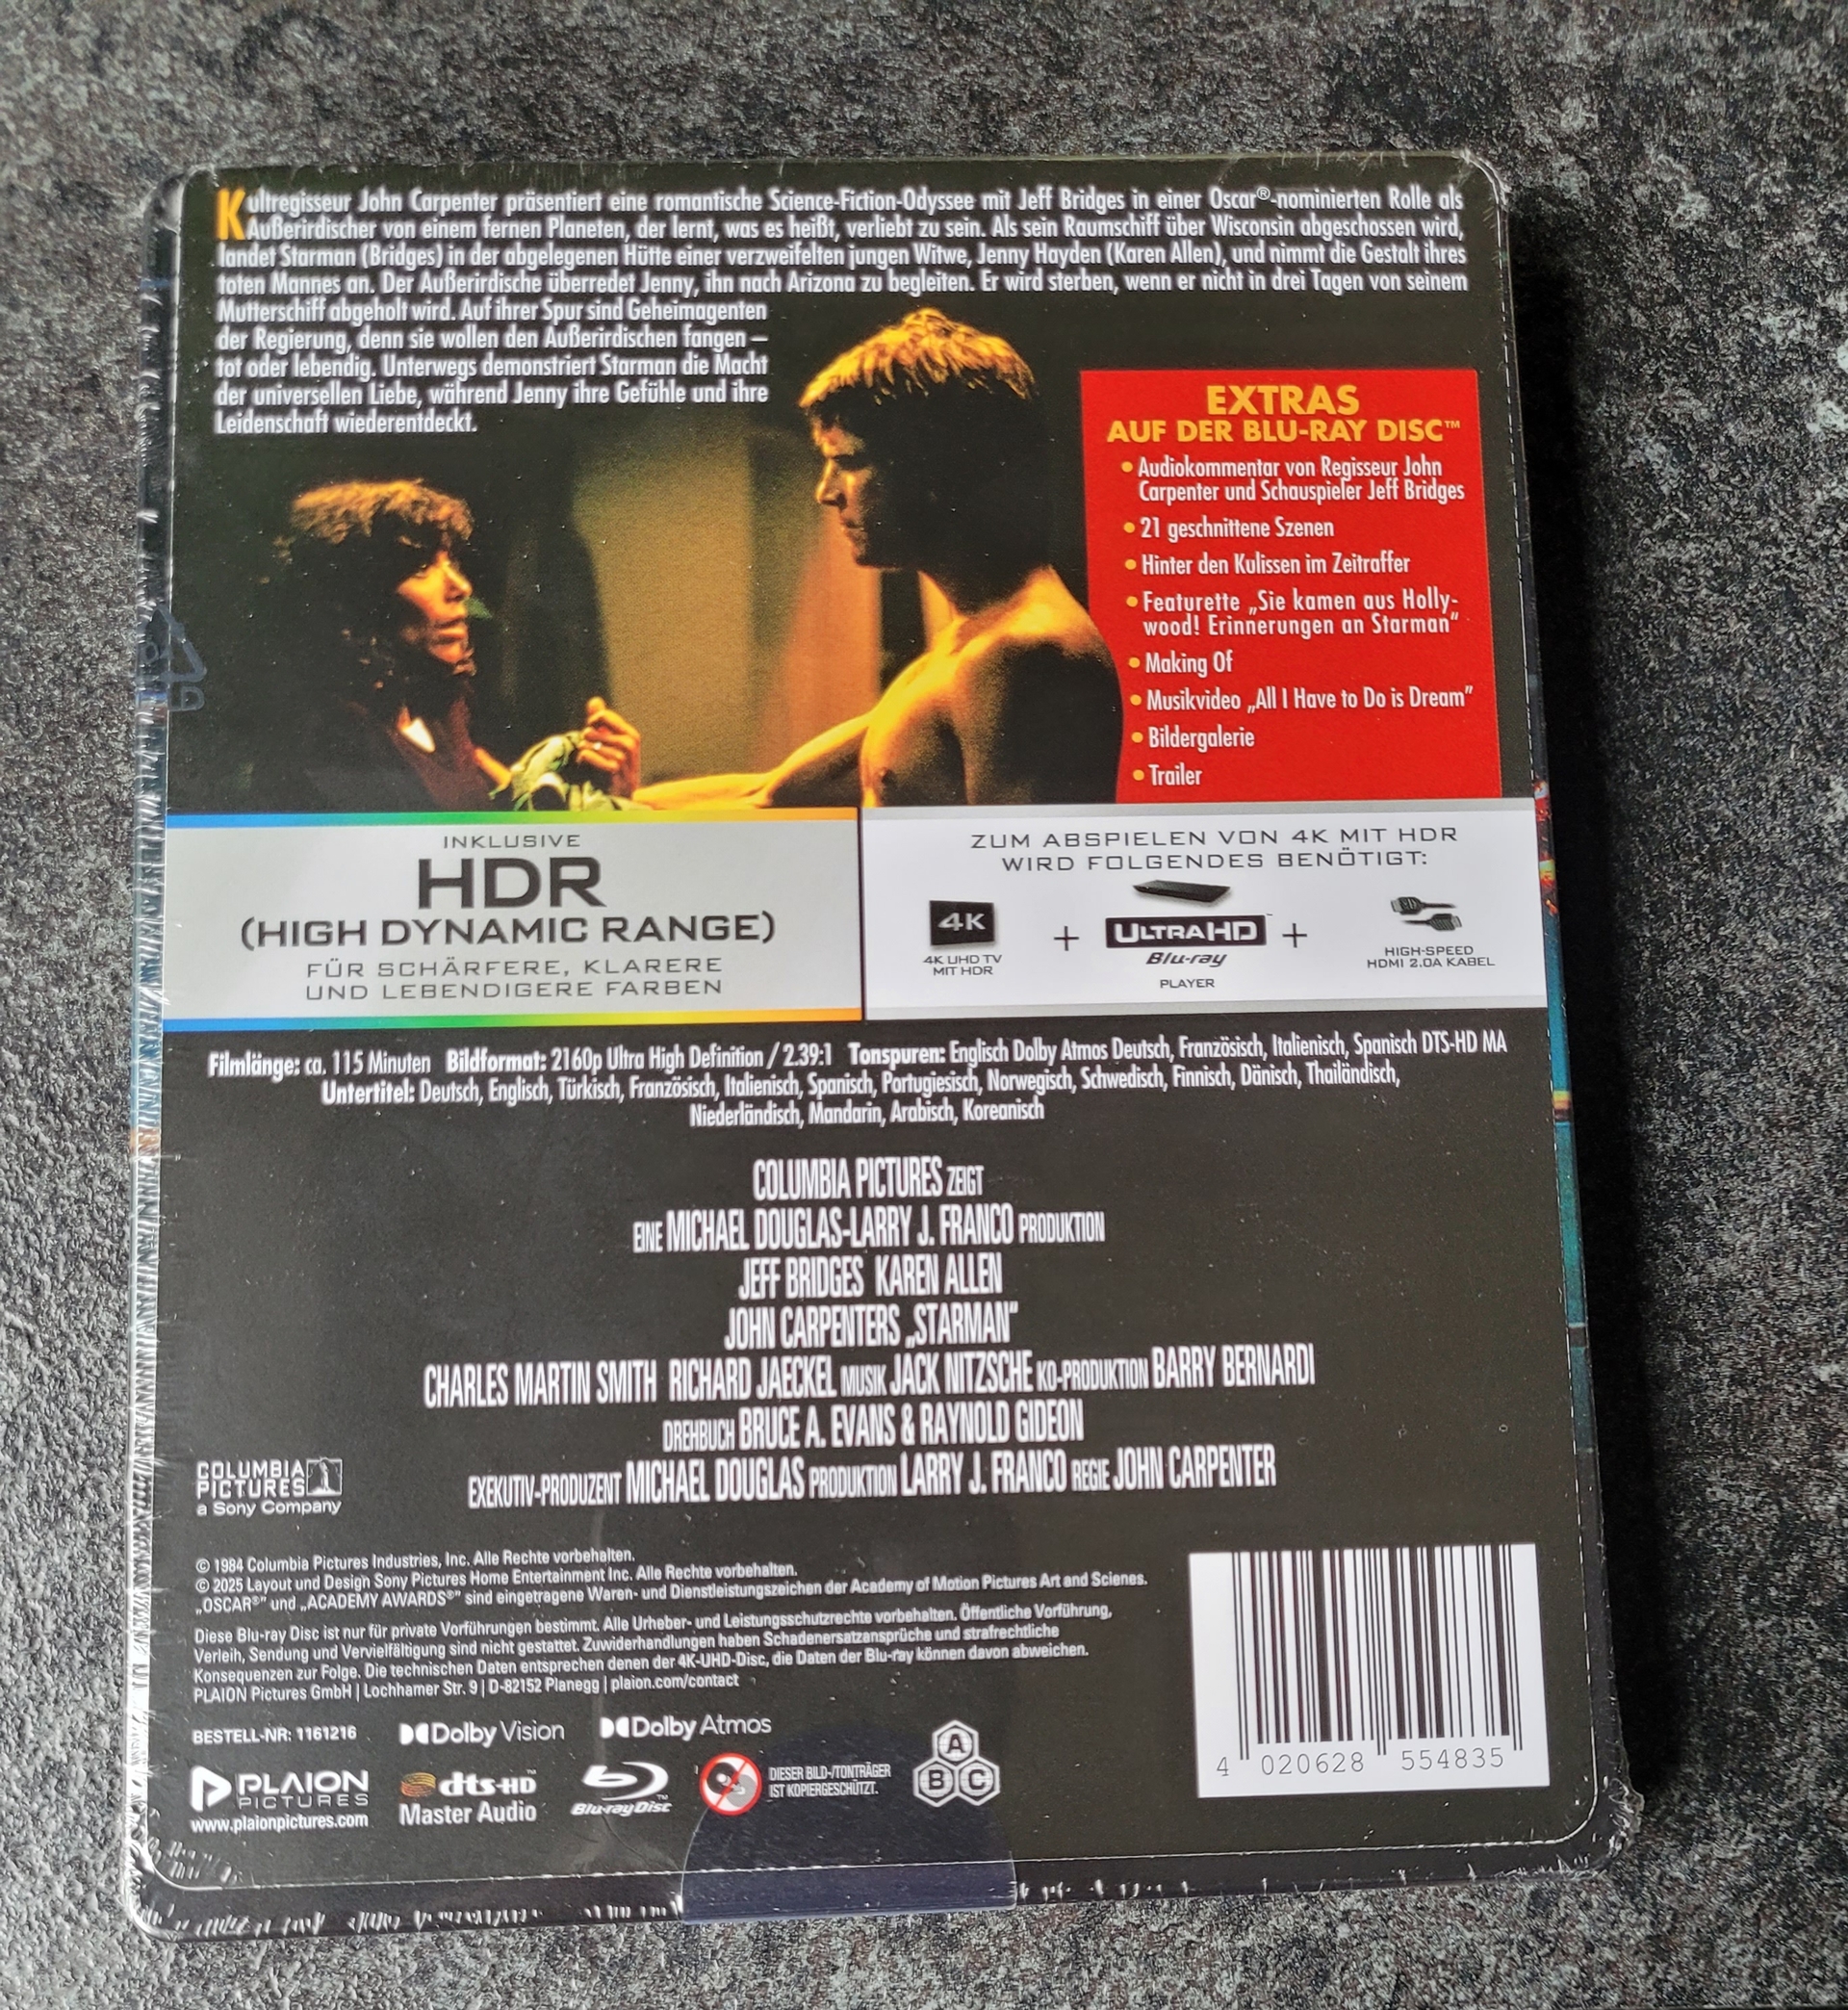 Kultregisseur John Carpenter präsentiert eine romantische Science-Fiction-Odyssee mit Jeff Bridges in einer Oscar®-nominierten Rolle als
Außerirdischer von einem fernen Planeten, der lernt, was es heißt, verliebt zu sein. Als sein Raumschiff über Wisconsin abgeschossen wird,
landet Starman (Bridges) in der abgelegenen Hütte einer verzweifelten jungen Witwe, Jenny Hayden (Karen Allen), und nimmt die Gestalt ihres
toten Mannes an. Der Außerirdische überredet Jenny, ihn nach Arizona zu begleiten. Er wird sterben, wenn er nicht in drei Tagen von seinem
Mutterschiff abgeholt wird. Auf ihrer Spur sind Geheimagenten
der Regierung, denn sie wollen den Außerirdischen fangen –
tot oder lebendig. Unterwegs demonstriert Starman die Macht
der universellen Liebe, während Jenny ihre Gefühle und ihre
Leidenschaft wiederentdeckt.
EXTRAS
AUF DER BLU-RAY DISC™
• Audiokommentar von Regisseur John
Carpenter und Schauspieler Jeff Bridges
• 21 geschnittene Szenen
• Hinter den Kulissen im Zeitraffer
• Featurette „Sie kamen aus Holly-
wood! Erinnerungen an Starman“
• Making Of
• Musikvideo „All I Have to Do is Dream“
• Bildergalerie
• Trailer
INKLUSIVE
HDR
(HIGH DYNAMIC RANGE)
FÜR SCHÄRFERE, KLARERE
UND LEBENDIGERE FARBEN
ZUM ABSPIELEN VON 4K MIT HDR
WIRD FOLGENDES BENÖTIGT:
4K
4K UHD TV
MIT HDR
+
ULTRA HD™
Blu-ray
PLAYER
+
HIGH-SPEED
HDMI 2.0A KABEL
Filmlänge: ca. 115 Minuten Bildformat: 2160p Ultra High Definition / 2.39:1 Tonspuren: Englisch Dolby Atmos Deutsch, Französisch, Italienisch, Spanisch DTS-HD MA
Untertitel: Deutsch, Englisch, Türkisch, Französisch, Italienisch, Spanisch, Portugiesisch, Norwegisch, Schwedisch, Finnisch, Dänisch, Thailändisch,
Niederländisch, Mandarin, Arabisch, Koreanisch
COLUMBIA PICTURES ZEIGT
EINE MICHAEL DOUGLAS-LARRY J. FRANCO PRODUKTION
JEFF BRIDGES KAREN ALLEN
JOHN CARPENTERS „STARMAN“
CHARLES MARTIN SMITH RICHARD JAECKEL MUSIK JACK NITZSCHE KO-PRODUKTION BARRY BERNARDI
DREHBUCH BRUCE A. EVANS & RAYNOLD GIDEON
EXEKUTIV-PRODUZENT MICHAEL DOUGLAS PRODUKTION LARRY J. FRANCO REGIE JOHN CARPENTER
COLUMBIA
PICTURES
a Sony Company
© 1984 Columbia Pictures Industries, Inc. Alle Rechte vorbehalten.
© 2025 Layout und Design Sony Pictures Home Entertainment Inc. Alle Rechte vorbehalten.
„OSCAR®“ und „ACADEMY AWARDS®“ sind eingetragene Waren- und Dienstleistungszeichen der Academy of Motion Pictures Art and Scienes.
Diese Blu-ray Disc ist nur für private Vorführungen bestimmt. Alle Urheber- und Leistungsschutzrechte vorbehalten. Öffentliche Vorführung,
Verleih, Sendung und Vervielfältigung sind nicht gestattet. Zuwiderhandlungen haben Schadenersatzansprüche und strafrechtliche
Konsequenzen zur Folge. Die technischen Daten entsprechen denen der 4K-UHD-Disc, die Daten der Blu-ray können davon abweichen.
PLAION Pictures GmbH | Lochhamer Str. 9 | D-82152 Planegg | plaion.com/contact
BESTELL-NR: 1161216
Dolby Vision
Dolby Atmos
PLAION
PICTURES
www.plaionpictures.com
dts-HD™
Master Audio
Blu-ray Disc™
DIESER BILD-/TONTRÄGER
IST KOPIERGESCHÜTZT.
A
B C
4 020628 554835